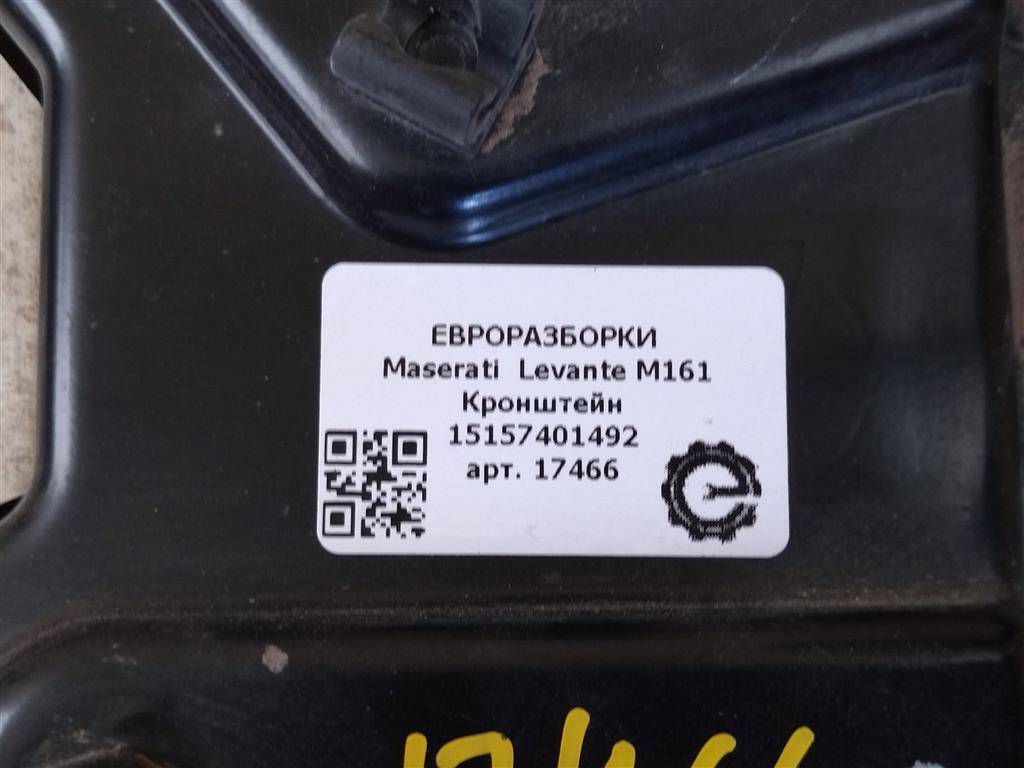 ЕВРОРАЗБОРКИ
Maserati Levante M161
Кронштейн
15157401492
арт. 17466